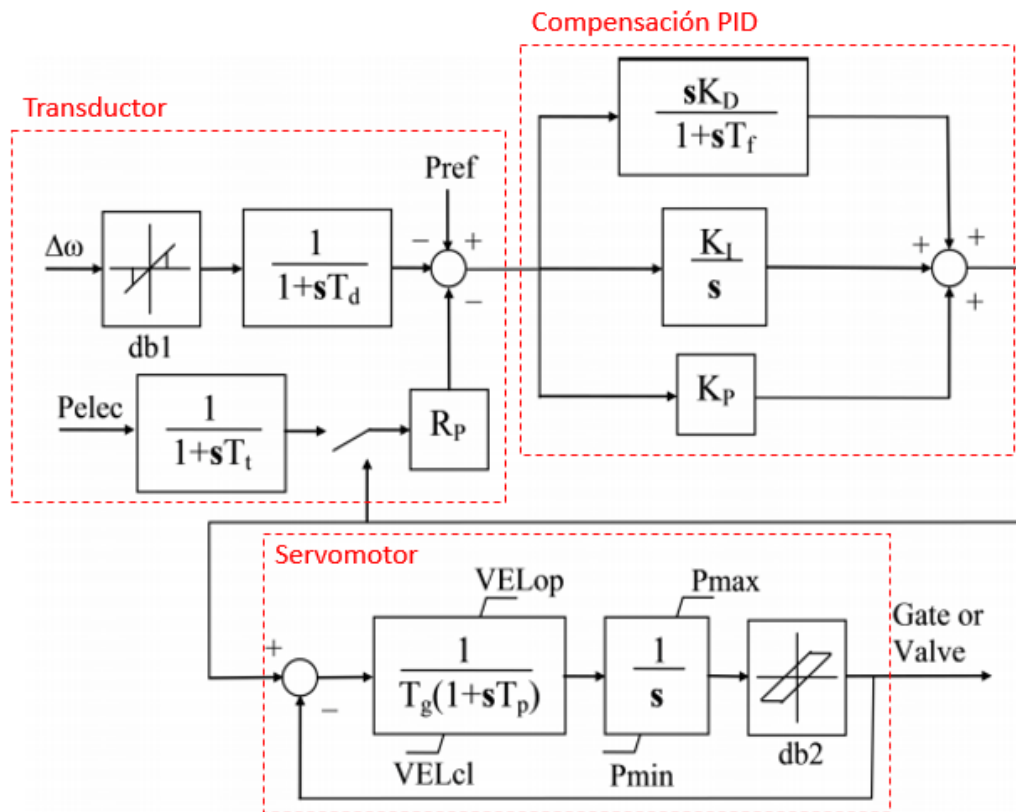 Compensación PID
Transductor
sK_D
1+sT_f
Pref
− +
Δω
1
1+sT_d
−
K_I
s
+ +
+
db1
Pelec
1
1+sT_t
R_P
K_P
Servomotor
VELop
Pmax
Gate or
Valve
+
1
T_g(1+sT_p)
1
s
−
VELcl
Pmin
db2